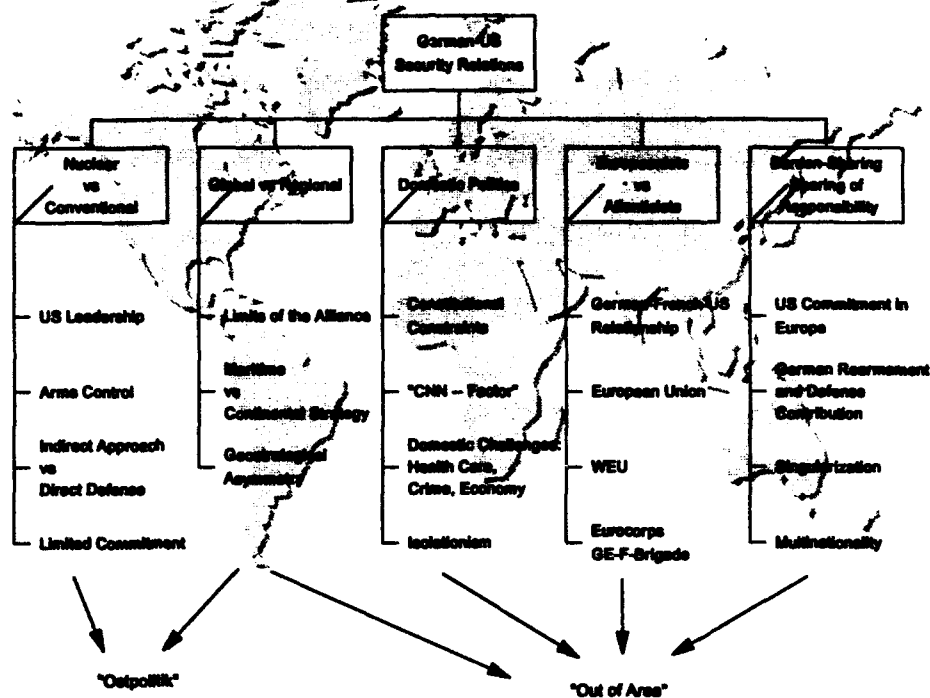 German-US
Security Relations
Nuclear
vs
Conventional
Global vs Regional
Domestic Politics
Europeanists
vs
Atlanticists
Burden-Sharing
Sharing of
Responsibility
US Leadership
Arms Control
Indirect Approach
vs
Direct Defense
Limited Commitment
Limits of the Alliance
Maritime
vs
Continental Strategy
Geostrategical
Asymmetry
Constitutional
Constraints
"CNN -- Factor"
Domestic Challenges:
Health Care,
Crime, Economy
Isolationism
German-French-US
Relationship
European Union
WEU
Eurocorps
GE-F-Brigade
US Commitment in
Europe
German Rearmament
and Defense
Contribution
Singularization
Multinationality
"Ostpolitik"
"Out of Area"